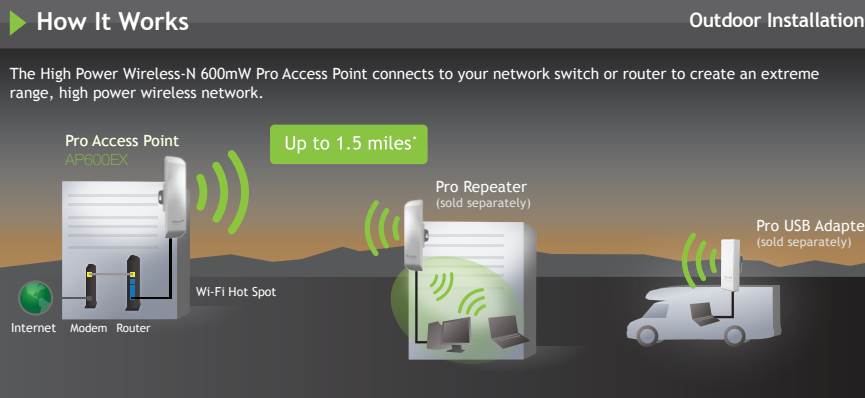 How It Works
Outdoor Installation
The High Power Wireless-N 600mW Pro Access Point connects to your network switch or router to create an extreme
range, high power wireless network.
Pro Access Point
AP600EX
Up to 1.5 miles*
Pro Repeater
(sold separately)
Pro USB Adapte
(sold separately)
Wi-Fi Hot Spot
Internet
Modem
Router